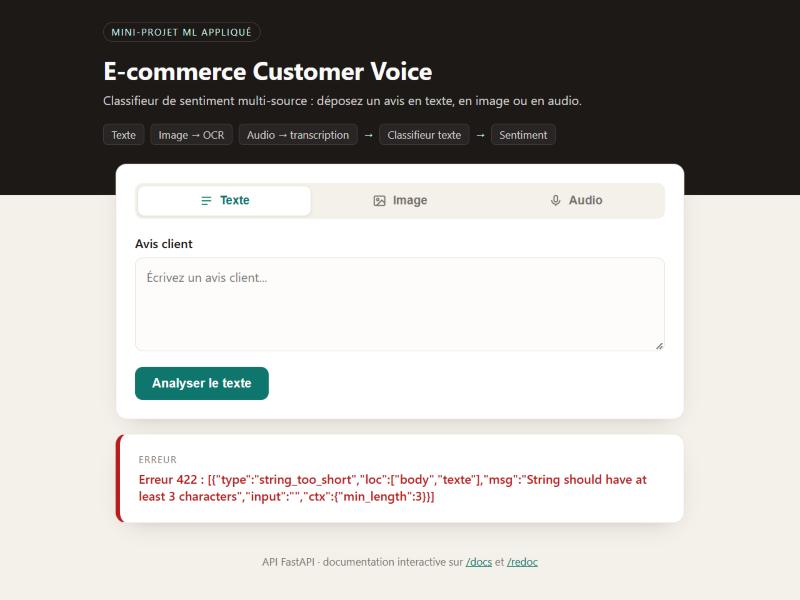 MINI-PROJET ML APPLIQUÉ
E-commerce Customer Voice
Classifieur de sentiment multi-source : déposez un avis en texte, en image ou en audio.
Texte Image → OCR Audio → transcription → Classifier texte → Sentiment
Texte Image Audio
Avis client
Écrivez un avis client...
Analyser le texte
ERREUR
Erreur 422 : [{"type":"string_too_short","loc":["body","texte"],"msg":"String should have at
least 3 characters","input":"","ctx":{"min_length":3}}]
API FastAPI · documentation interactive sur /docs et /redoc